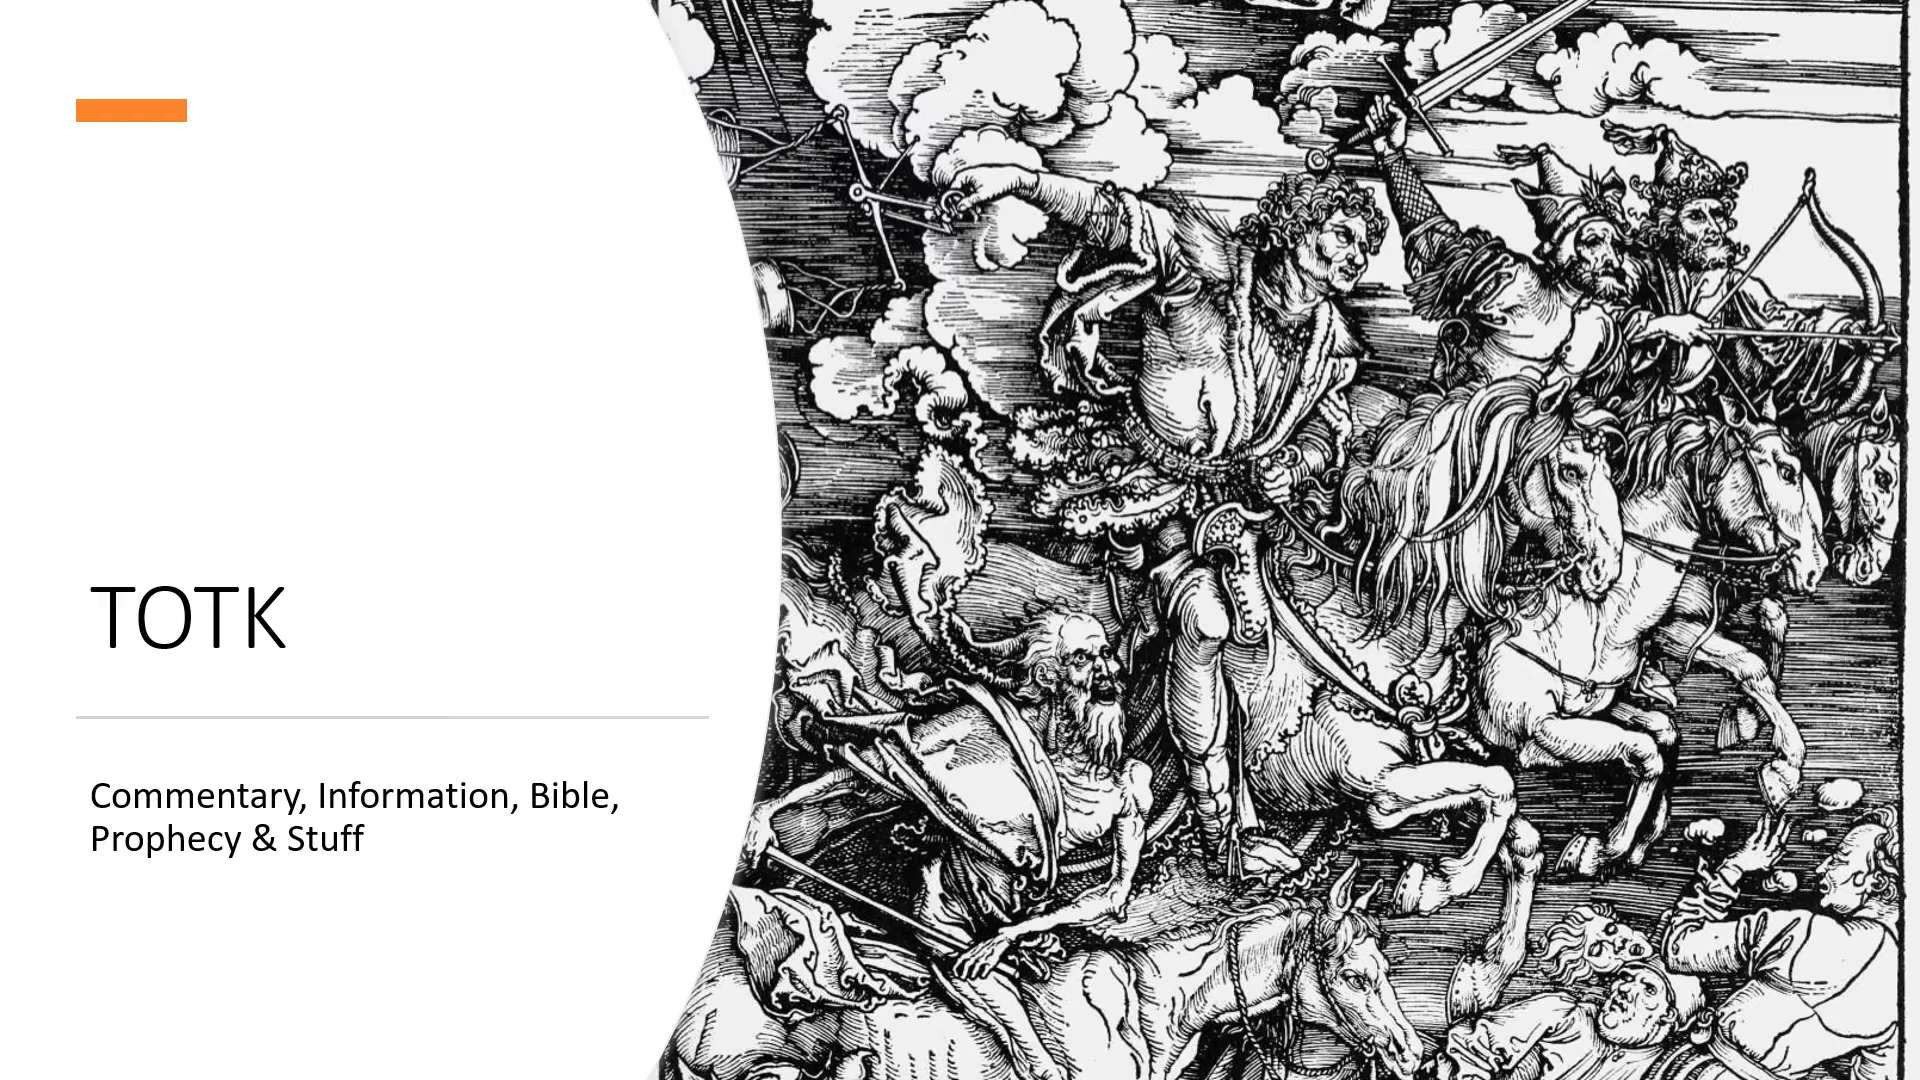 TOTK
Commentary, Information, Bible,
Prophecy & Stuff